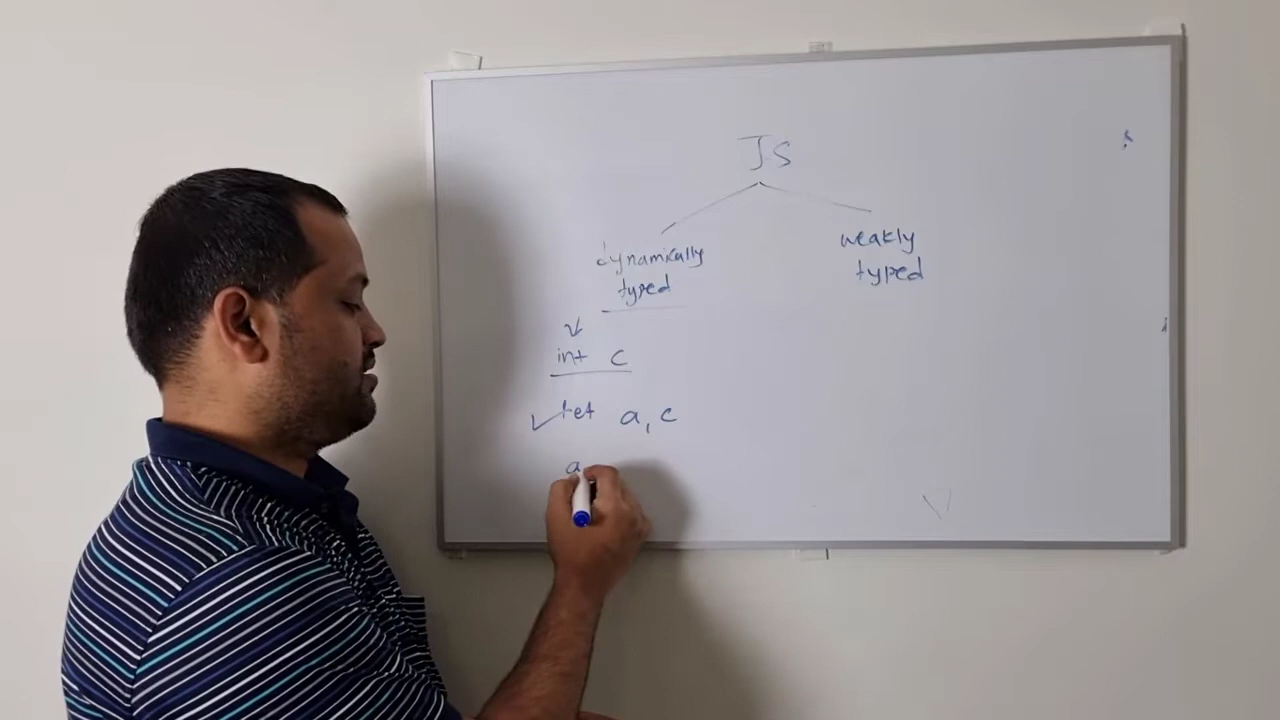 JS
dynamically
typed
weakly
typed
int c
let a, c
a